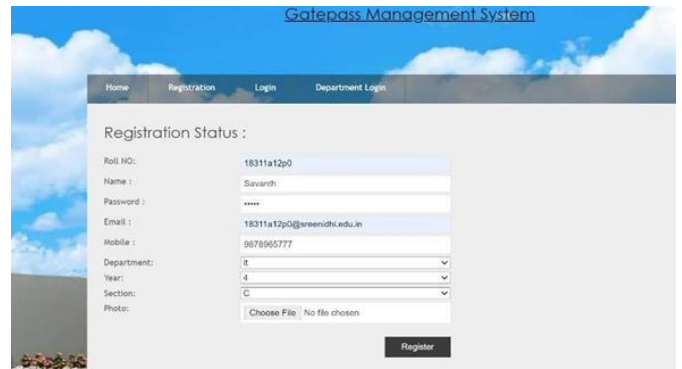 Gatepass Management System
Home Registration Login Department Login
Registration Status :
Roll NO: 18311a12p0
Name : Savanth
Password : •••••
Email : 18311a12p0@sreenidhi.edu.in
Mobile : 9878965777
Department: it
Year: 4
Section: C
Photo: Choose File No file chosen
Register